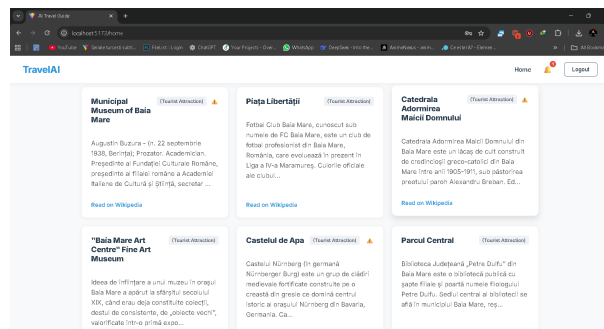 AI Travel Guide
localhost:5173/home
YouTube
ChatGPT
WhatsApp
TravelAI
Home
Logout
Municipal Museum of Baia Mare
(Tourist Attraction)
Augustin Buzura – (n. 22 septembrie
1938, Berința); Prozator. Academician.
Președinte al Fundației Culturale Române,
președinte al filialei române a Academiei
Italiene de Cultură și Știință, secretar ...
Read on Wikipedia
Piața Libertății
(Tourist Attraction)
Fotbal Club Baia Mare, cunoscut sub
numele de FC Baia Mare, este un club de
fotbal profesionist din Baia Mare,
România, care evoluează în prezent în
Liga a IV-a Maramureș. Culorile oficiale
ale clubul...
Read on Wikipedia
Catedrala
Adormirea
Maicii Domnului
(Tourist Attraction)
Catedrala Adormirea Maicii Domnului din
Baia Mare este un lăcaș de cult construit
de credincioșii greco-catolici din Baia
Mare între anii 1905-1911, sub păstorirea
preotului paroh Alexandru Breban. Ed...
Read on Wikipedia
"Baia Mare Art
Centre" Fine Art
Museum
(Tourist Attraction)
Ideea de înființare a unui muzeu în orașul
Baia Mare a apărut la sfârșitul secolului
XIX, când erau deja constituite colecții,
destul de consistente, de „obiecte vechi”,
valorificate într-o primă expo...
Castelul de Apa
(Tourist Attraction)
Castelul Nürnberg (în germană
Nürnberger Burg) este un grup de clădiri
medievale fortificate construite pe o
creastă din gresie ce domină centrul
istoric al orașului Nürnberg din Bavaria,
Germania. Ca...
Parcul Central
(Tourist Attraction)
Biblioteca Județeană „Petre Dulfu” din
Baia Mare este o bibliotecă publică cu
șapte filiale și poartă numele filologului
Petre Dulfu. Sediul central al bibliotecii se
află în municipiul Baia Mare, reș...